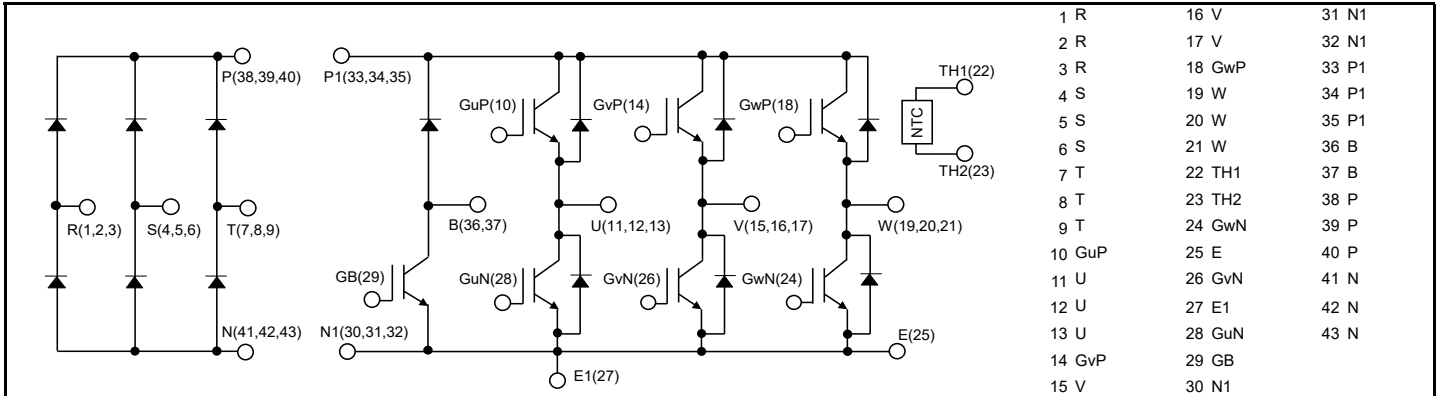 P(38,39,40)
R(1,2,3)
S(4,5,6)
T(7,8,9)
N(41,42,43)
P1(33,34,35)
B(36,37)
GB(29)
N1(30,31,32)
GuP(10)
U(11,12,13)
GuN(28)
E1(27)
GvP(14)
V(15,16,17)
GvN(26)
GwP(18)
W(19,20,21)
GwN(24)
E(25)
TH1(22)
NTC
TH2(23)
1 R
2 R
3 R
4 S
5 S
6 S
7 T
8 T
9 T
10 GuP
11 U
12 U
13 U
14 GvP
15 V
16 V
17 V
18 GwP
19 W
20 W
21 W
22 TH1
23 TH2
24 GwN
25 E
26 GvN
27 E1
28 GuN
29 GB
30 N1
31 N1
32 N1
33 P1
34 P1
35 P1
36 B
37 B
38 P
39 P
40 P
41 N
42 N
43 N